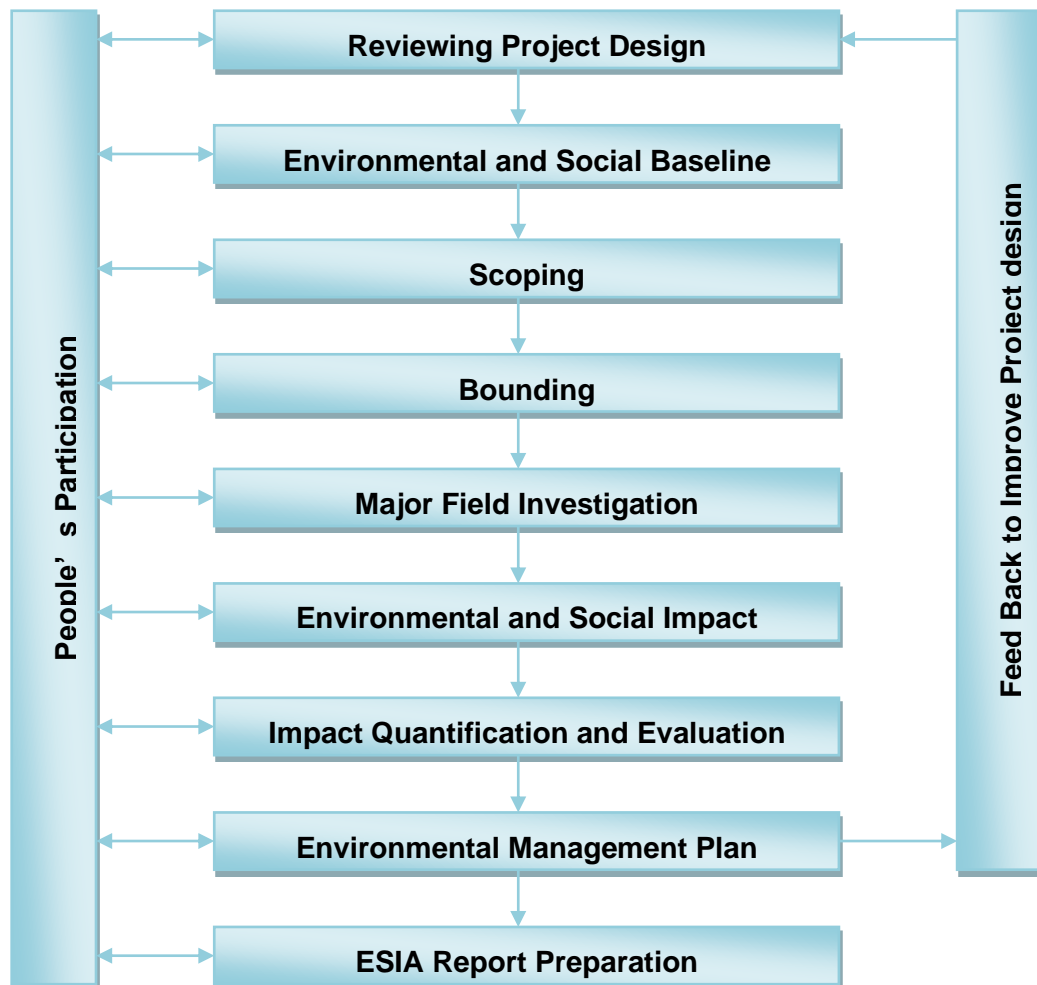 Reviewing Project Design
Environmental and Social Baseline
Scoping
Bounding
Major Field Investigation
Environmental and Social Impact
Impact Quantification and Evaluation
Environmental Management Plan
ESIA Report Preparation
People’ s Participation
Feed Back to Improve Project design